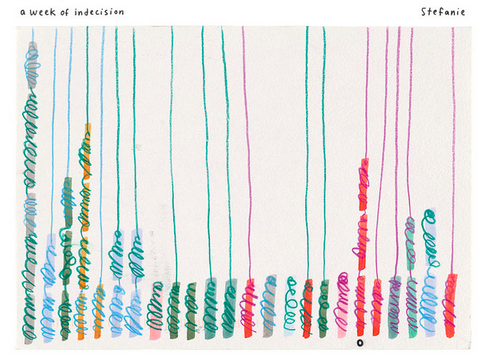 a week of indecision
Stefanie
o